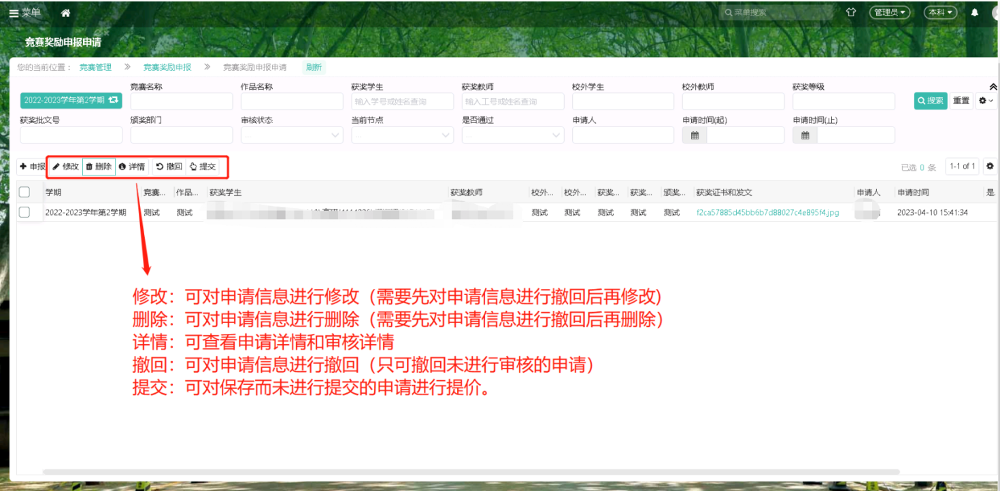 菜单
菜单搜索
管理员
本科
竞赛奖励申报申请
您的当前位置： 竞赛管理 » 竞赛奖励申报 » 竞赛奖励申报申请 刷新
竞赛名称 作品名称 获奖学生 获奖教师 校外学生 校外教师 获奖等级
2022-2023学年第2学期 输入学号或姓名查询 输入工号或姓名查询 搜索 重置
获奖批文号 颁奖部门 审核状态 当前节点 是否通过 申请人 申请时间(起) 申请时间(止)
... ... ...
申报 修改 删除 详情 撤回 提交 已选 0 条 1-1 of 1
学期 竞赛... 作品... 获奖学生 获奖教师 校外... 校外... 获奖... 获奖... 颁奖... 获奖证书和发文 申请人 申请时间 是
2022-2023学年第2学期 测试 测试 测试 测试 测试 测试 测试 f2ca57885d45bb6b7d88027c4e895f4.jpg 2023-04-10 15:41:34
修改：可对申请信息进行修改（需要先对申请信息进行撤回后再修改)
删除：可对申请信息进行删除（需要先对申请信息进行撤回后再删除）
详情：可查看申请详情和审核详情
撤回：可对申请信息进行撤回（只可撤回未进行审核的申请）
提交：可对保存而未进行提交的申请进行提价。